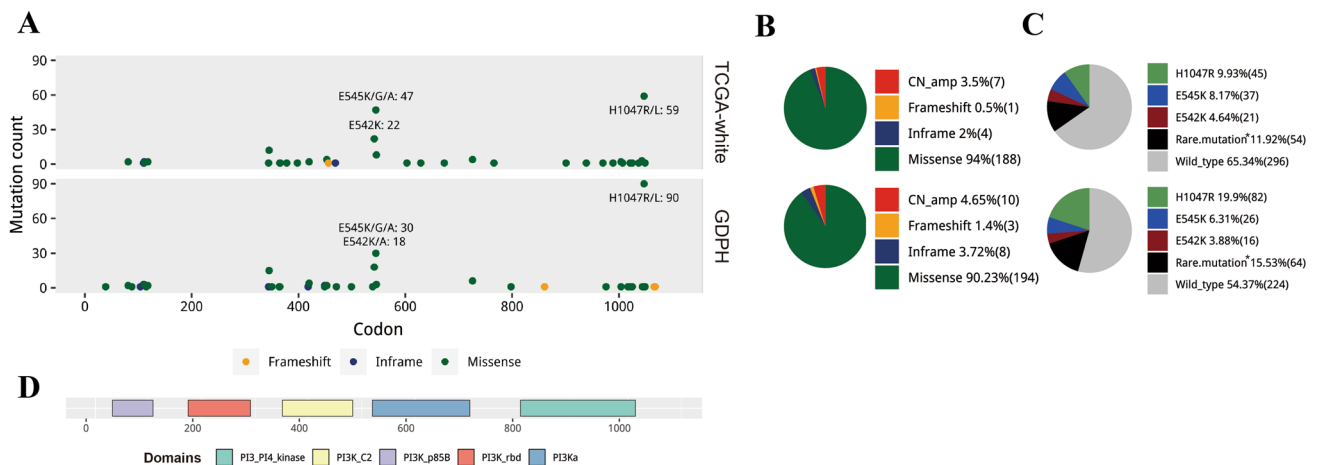 A
B
C
Mutation count
90
60
30
0
E545K/G/A: 47
E542K: 22
H1047R/L: 59
TCGA-white
90
60
30
0
E545K/G/A: 30
E542K/A: 18
H1047R/L: 90
GDPH
0 200 400 600 800 1000
Codon
Frameshift Inframe Missense
CN_amp 3.5%(7)
Frameshift 0.5%(1)
Inframe 2%(4)
Missense 94%(188)
CN_amp 4.65%(10)
Frameshift 1.4%(3)
Inframe 3.72%(8)
Missense 90.23%(194)
H1047R 9.93%(45)
E545K 8.17%(37)
E542K 4.64%(21)
Rare.mutation*11.92%(54)
Wild_type 65.34%(296)
H1047R 19.9%(82)
E545K 6.31%(26)
E542K 3.88%(16)
Rare.mutation*15.53%(64)
Wild_type 54.37%(224)
D
0 200 400 600 800 1000
Domains PI3_PI4_kinase PI3K_C2 PI3K_p85B PI3K_rbd PI3Ka